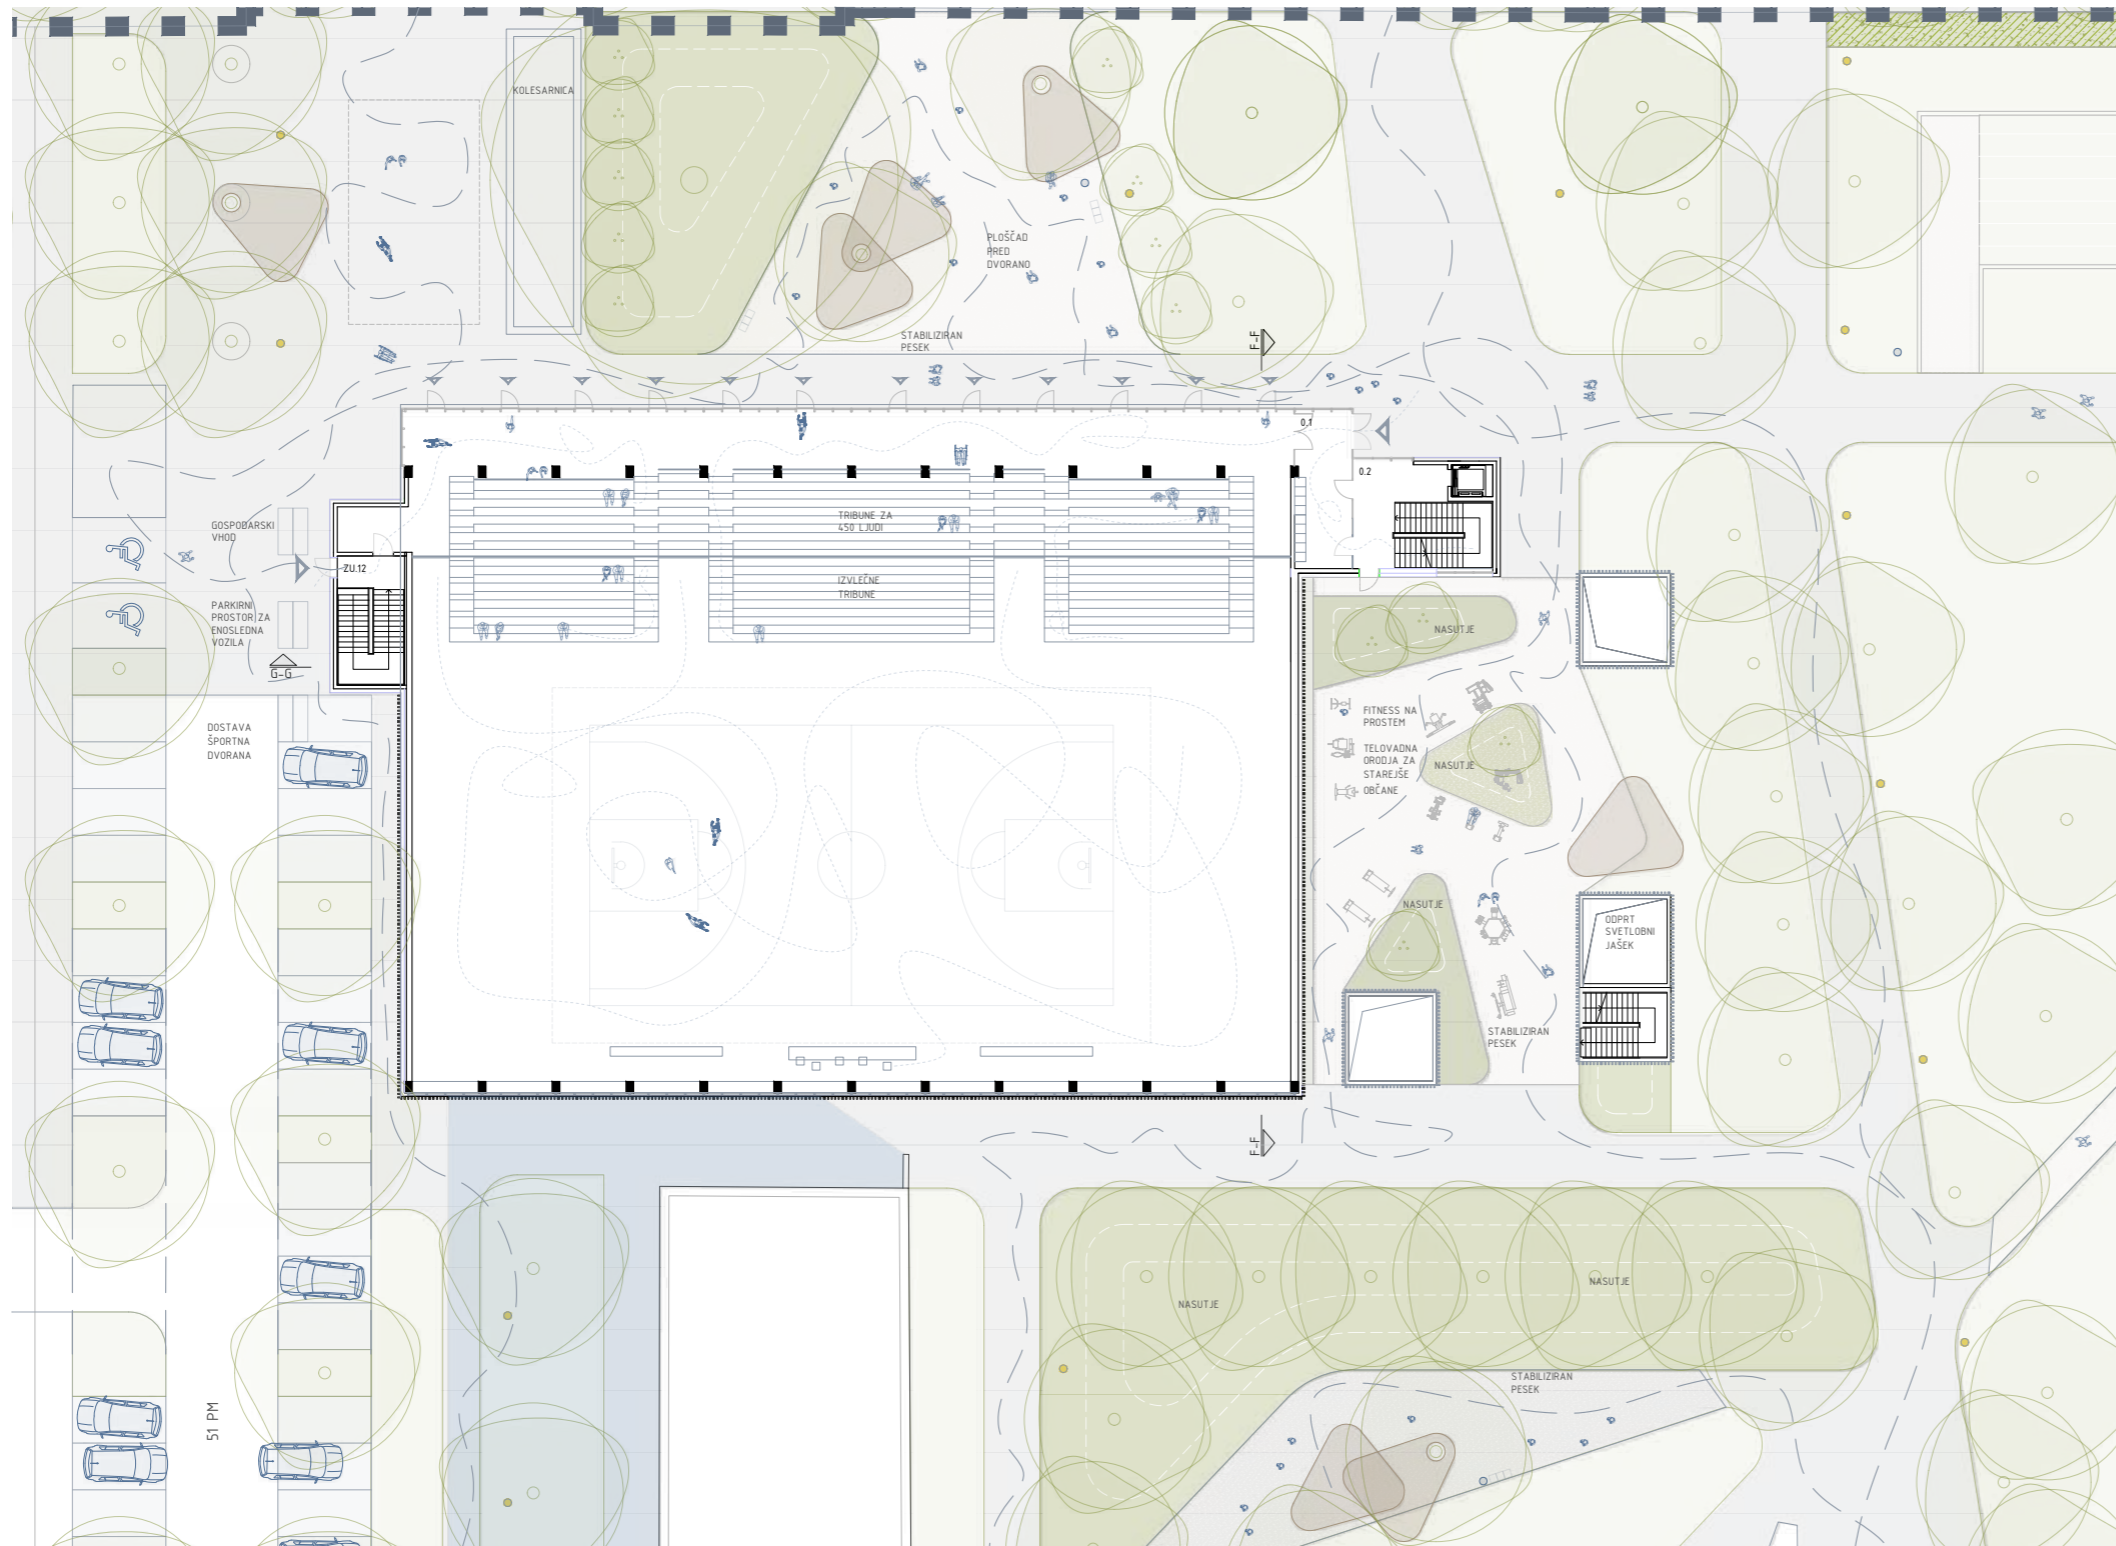 KOLESARNICA
PLOŠČAD
PRED
DVORANO
STABILIZIRAN
PESEK
F-F
0.1
0.2
GOSPODARSKI
VHOD
ZU.12
TRIBUNE ZA
450 LJUDI
IZVLEČNE
TRIBUNE
PARKIRNI
PROSTOR ZA
ENOSLEDNA
VOZILA
G-G
NASUTJE
DOSTAVA
ŠPORTNA
DVORANA
FITNESS NA
PROSTEM
TELOVADNA
ORODJA ZA
STAREJŠE
OBČANE
NASUTJE
NASUTJE
ODPRT
SVETLOBNI
JAŠEK
STABILIZIRAN
PESEK
F-F
NASUTJE
NASUTJE
STABILIZIRAN
PESEK
51 PM